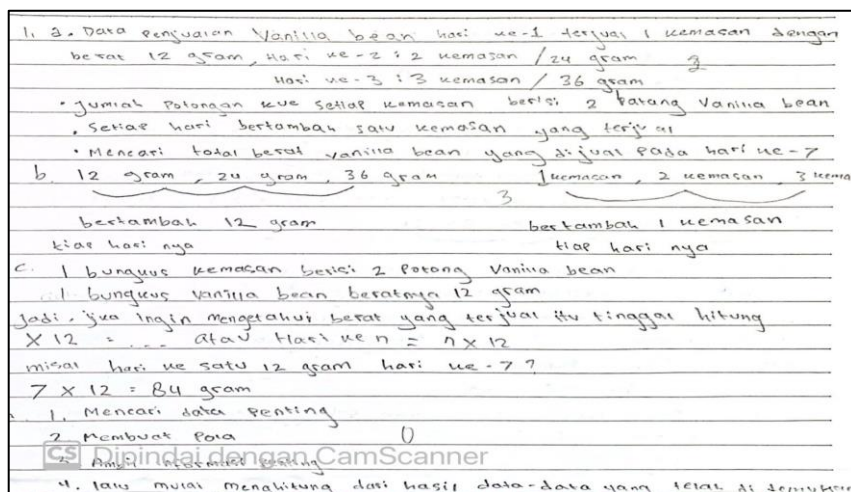 1. a. Data penjualan Vanilla bean hari ke-1 terjual 1 kemasan dengan
berat 12 gram, Hari ke-2 : 2 kemasan / 24 gram 3
Hari ke-3 : 3 kemasan / 36 gram
• Jumlah Potongan kue setiap kemasan berisi 2 batang Vanilla bean
• Setiap hari bertambah satu kemasan yang terjual
• Mencari total berat vanilla bean yang dijual pada hari ke-7
b. 12 gram, 24 gram, 36 gram 1 kemasan, 2 kemasan, 3 kema
3
bertambah 12 gram bertambah 1 kemasan
tiap hari nya tiap hari nya
c. 1 bungkus kemasan berisi 2 Potong Vanilla bean
1 bungkus vanilla bean beratnya 12 gram
Jadi, jika ingin mengetahui berat yang terjual itu tinggal hitung
X 12 = ... atau Hari ke n = n x 12
misal hari ke satu 12 gram hari ke-7?
7 x 12 = 84 gram
1. Mencari data penting
2. Membuat Pola 0
CS Dipindai dengan CamScanner
3. Ambil informasi penting
4. lalu mulai menghitung dari hasil data-data yang telah di temukan